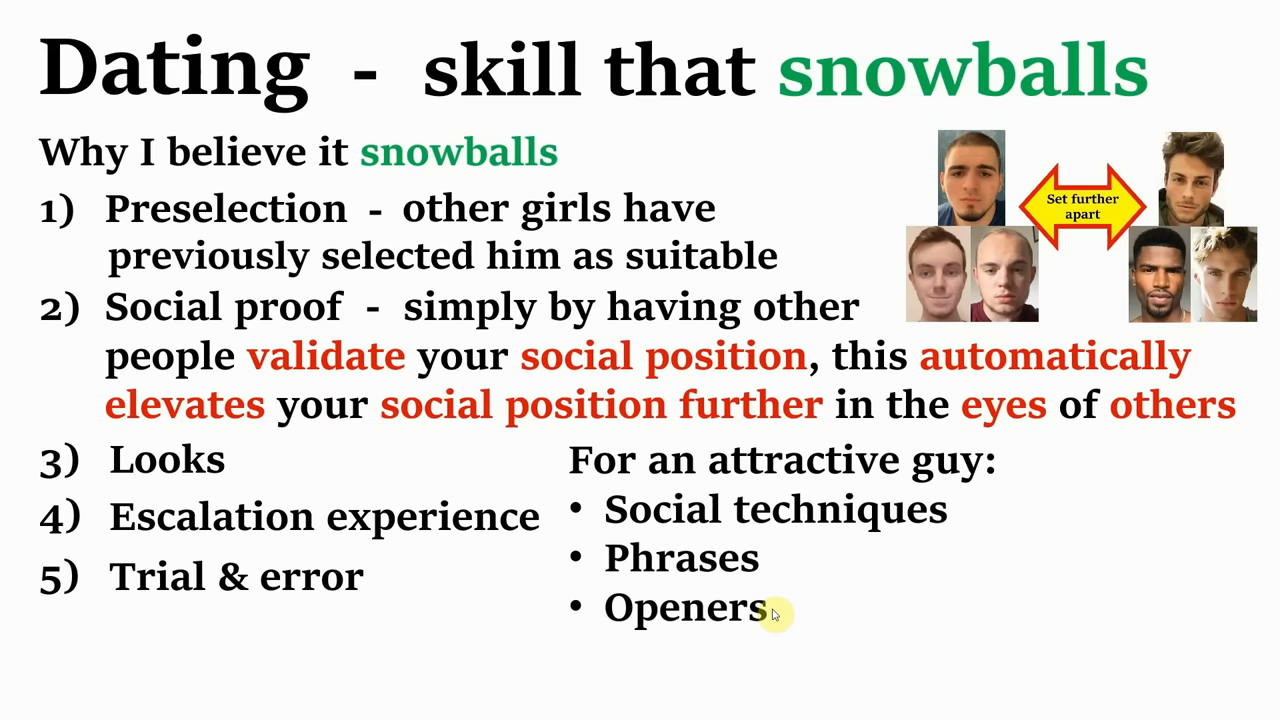 Dating - skill that snowballs
Why I believe it snowballs
1) Preselection - other girls have
previously selected him as suitable
2) Social proof - simply by having other
people validate your social position, this automatically
elevates your social position further in the eyes of others
3) Looks
4) Escalation experience
5) Trial & error
For an attractive guy:
• Social techniques
• Phrases
• Openers
Set further
apart